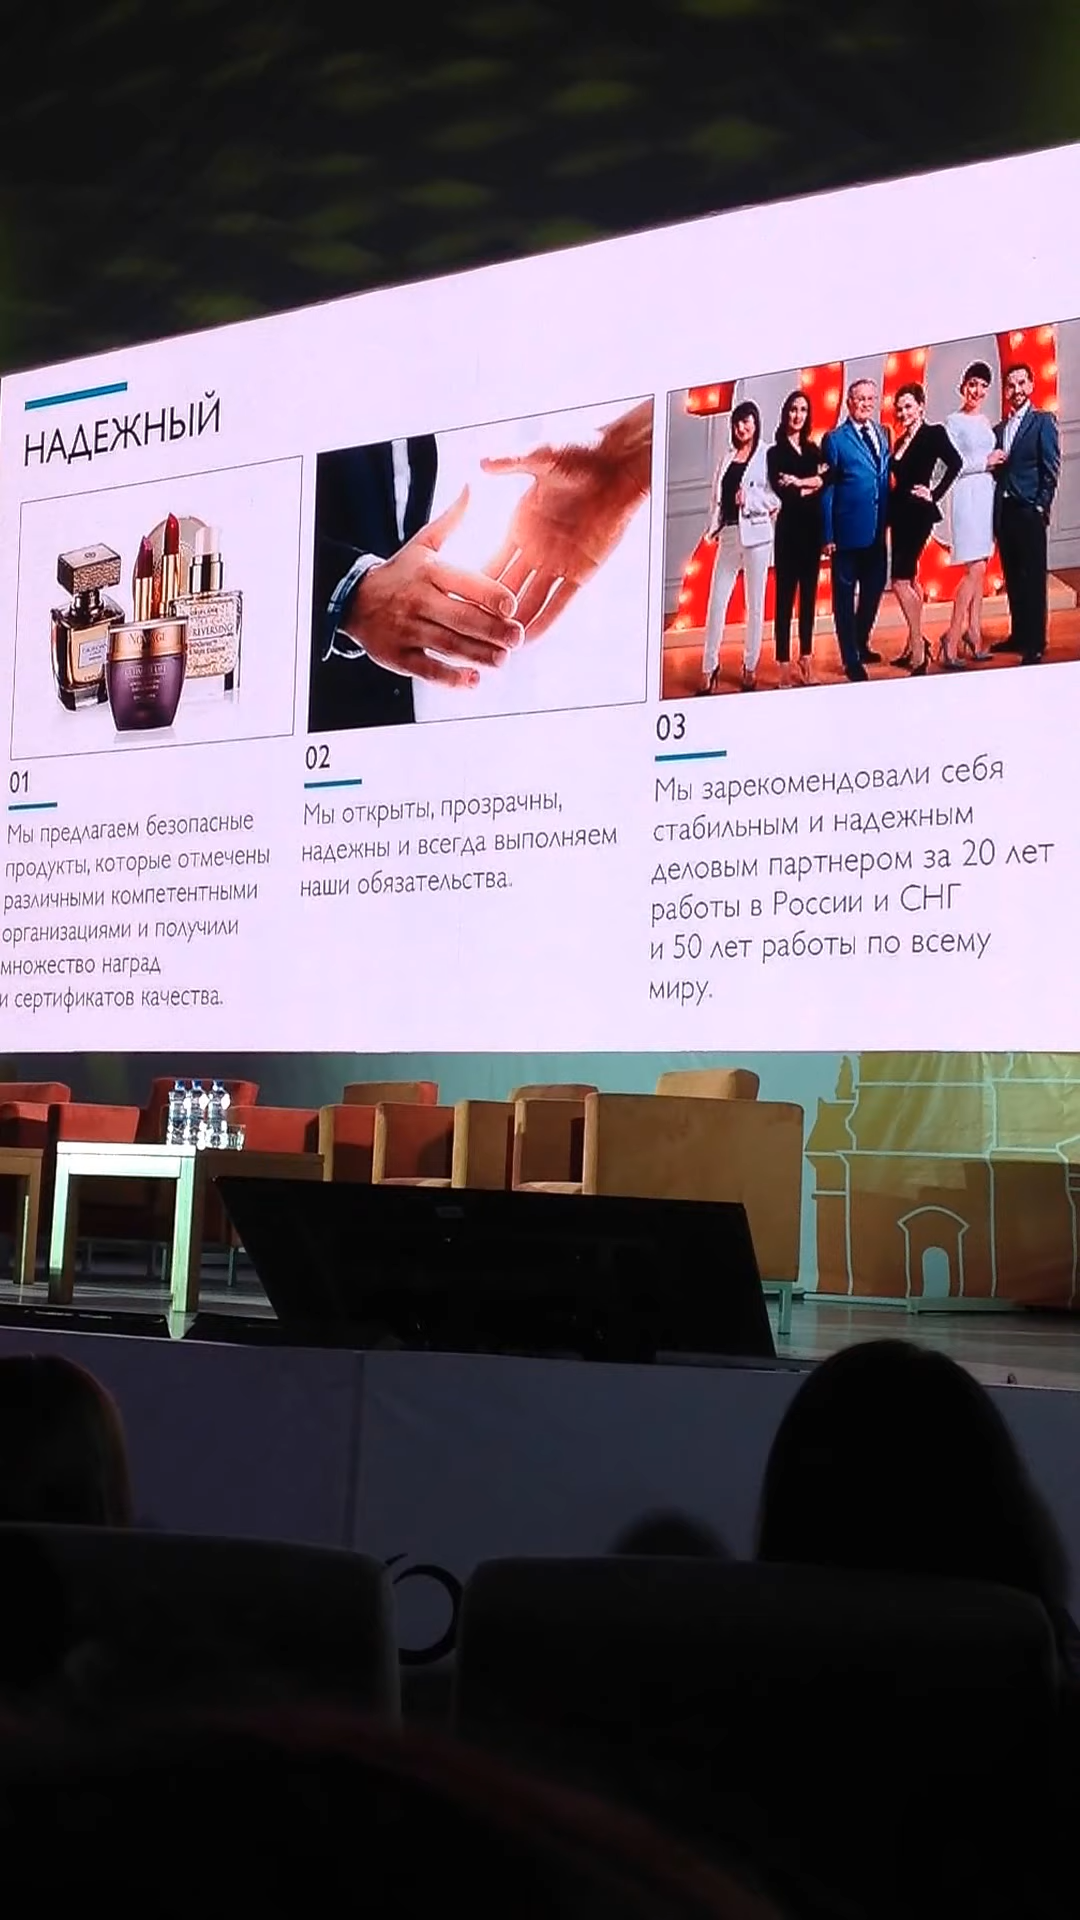 НАДЕЖНЫЙ
NOVAGE
REVERSING
01
Мы предлагаем безопасные
продукты, которые отмечены
различными компетентными
организациями и получили
множество наград
и сертификатов качества.
02
Мы открыты, прозрачны,
надежны и всегда выполняем
наши обязательства.
03
Мы зарекомендовали себя
стабильным и надежным
деловым партнером за 20 лет
работы в России и СНГ
и 50 лет работы по всему
миру.